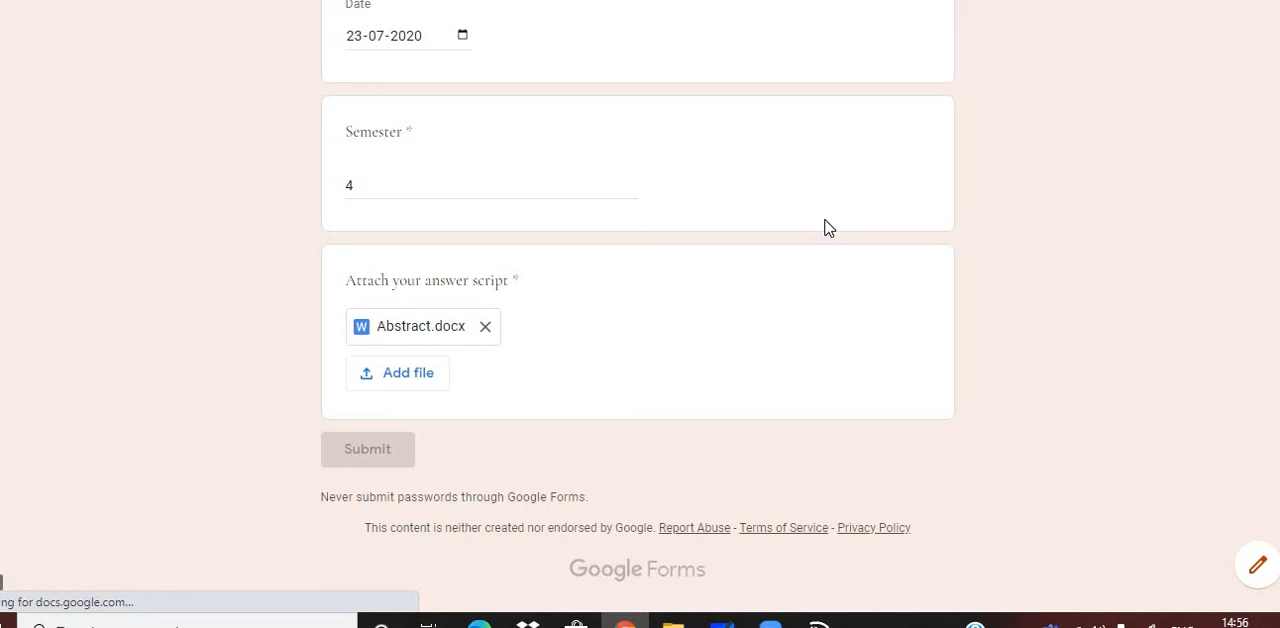 Date
23-07-2020
Semester *
4
Attach your answer script *
W Abstract.docx
Add file
Submit
Never submit passwords through Google Forms.
This content is neither created nor endorsed by Google. Report Abuse - Terms of Service - Privacy Policy
Google Forms
ng for docs.google.com...
14:56